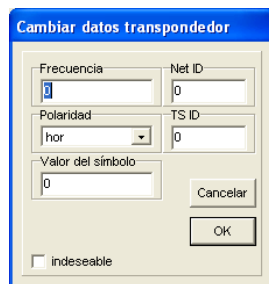 Cambiar datos transpondedor
Frecuencia
Net ID
0
0
Polaridad
TS ID
hor
0
Valor del símbolo
0
Cancelar
OK
indeseable